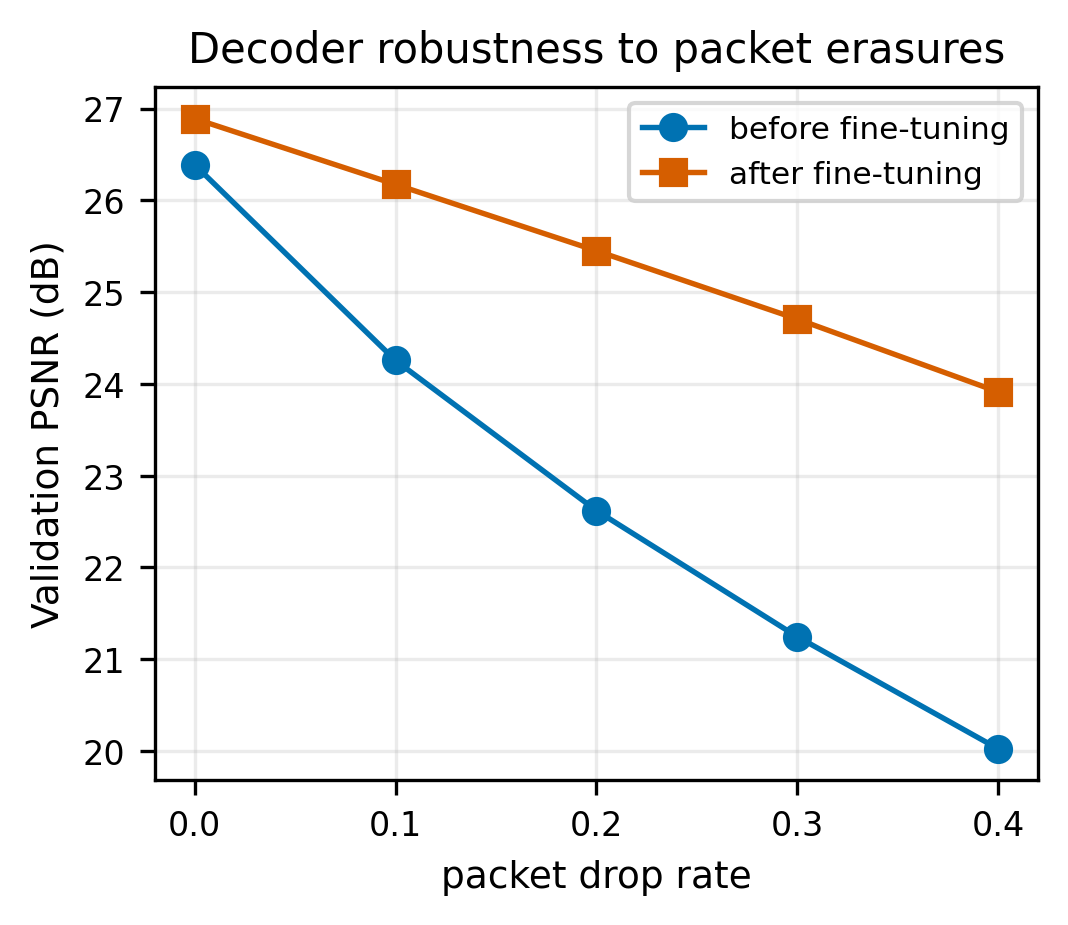 Decoder robustness to packet erasures
before fine-tuning
after fine-tuning
Validation PSNR (dB)
27
26
25
24
23
22
21
20
0.0 0.1 0.2 0.3 0.4
packet drop rate